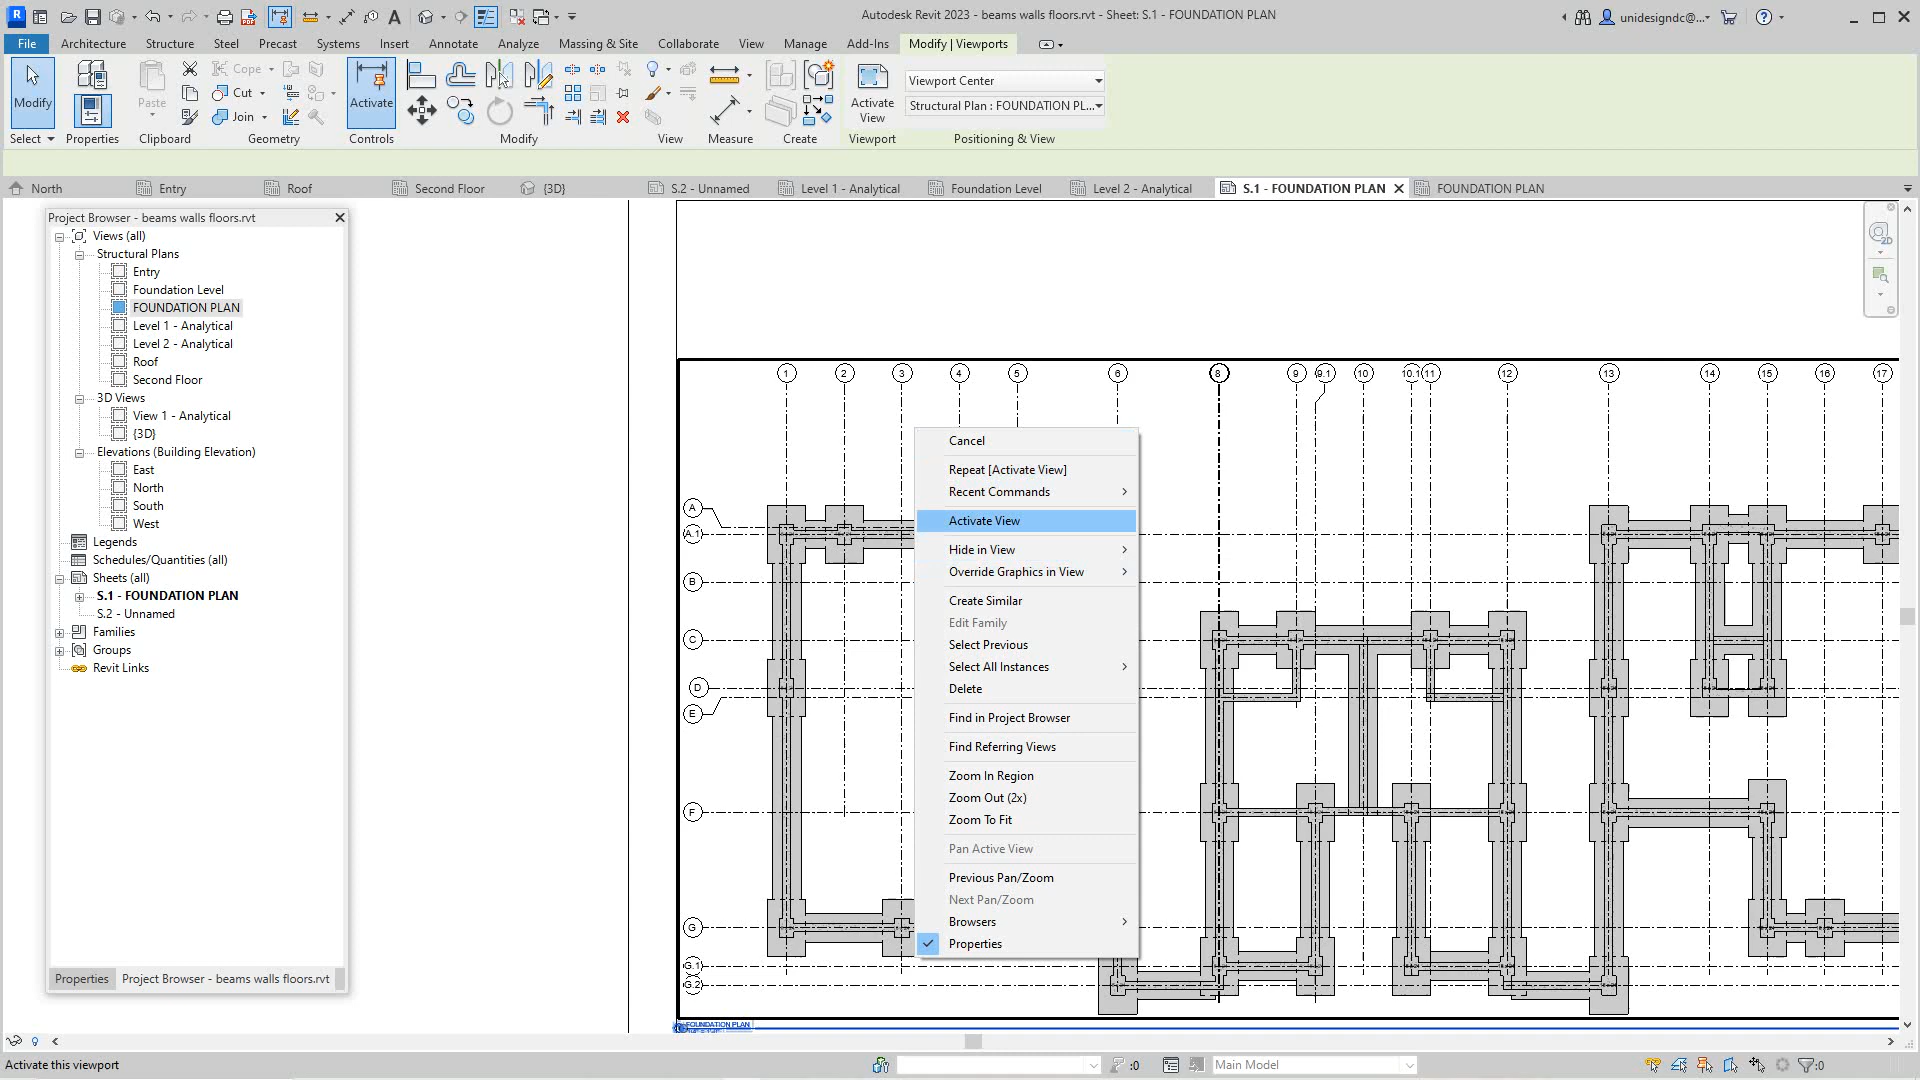 Autodesk Revit 2023 - beams walls floors.rvt - Sheet: S.1 - FOUNDATION PLAN
unidesigndc@...
File Architecture Structure Steel Precast Systems Insert Annotate Analyze Massing & Site Collaborate View Manage Add-Ins Modify | Viewports
Modify
Paste
Cope
Cut
Join
Activate
Activate View
Viewport Center
Structural Plan : FOUNDATION PL...
Select Properties Clipboard Geometry Controls Modify View Measure Create Viewport Positioning & View
North Entry Roof Second Floor {3D} S.2 - Unnamed Level 1 - Analytical Foundation Level Level 2 - Analytical S.1 - FOUNDATION PLAN FOUNDATION PLAN
Project Browser - beams walls floors.rvt
Views (all)
Structural Plans
Entry
Foundation Level
FOUNDATION PLAN
Level 1 - Analytical
Level 2 - Analytical
Roof
Second Floor
3D Views
View 1 - Analytical
{3D}
Elevations (Building Elevation)
East
North
South
West
Legends
Schedules/Quantities (all)
Sheets (all)
S.1 - FOUNDATION PLAN
S.2 - Unnamed
Families
Groups
Revit Links
Properties Project Browser - beams walls floors.rvt
2D
1 2 3 4 5 6 8 9 9.1 10 10.1 11 12 13 14 15 16 17
A
A.1
B
C
D
E
F
G
G.1
G.2
Cancel
Repeat [Activate View]
Recent Commands
Activate View
Hide in View
Override Graphics in View
Create Similar
Edit Family
Select Previous
Select All Instances
Delete
Find in Project Browser
Find Referring Views
Zoom In Region
Zoom Out (2x)
Zoom To Fit
Pan Active View
Previous Pan/Zoom
Next Pan/Zoom
Browsers
Properties
FOUNDATION PLAN
Activate this viewport
:0
Main Model
:0